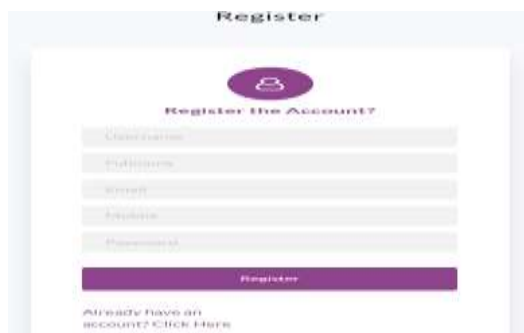 Register
Register the Account?
Username
Fullname
Email
Mobile
Password
Register
Already have an
account? Click Here